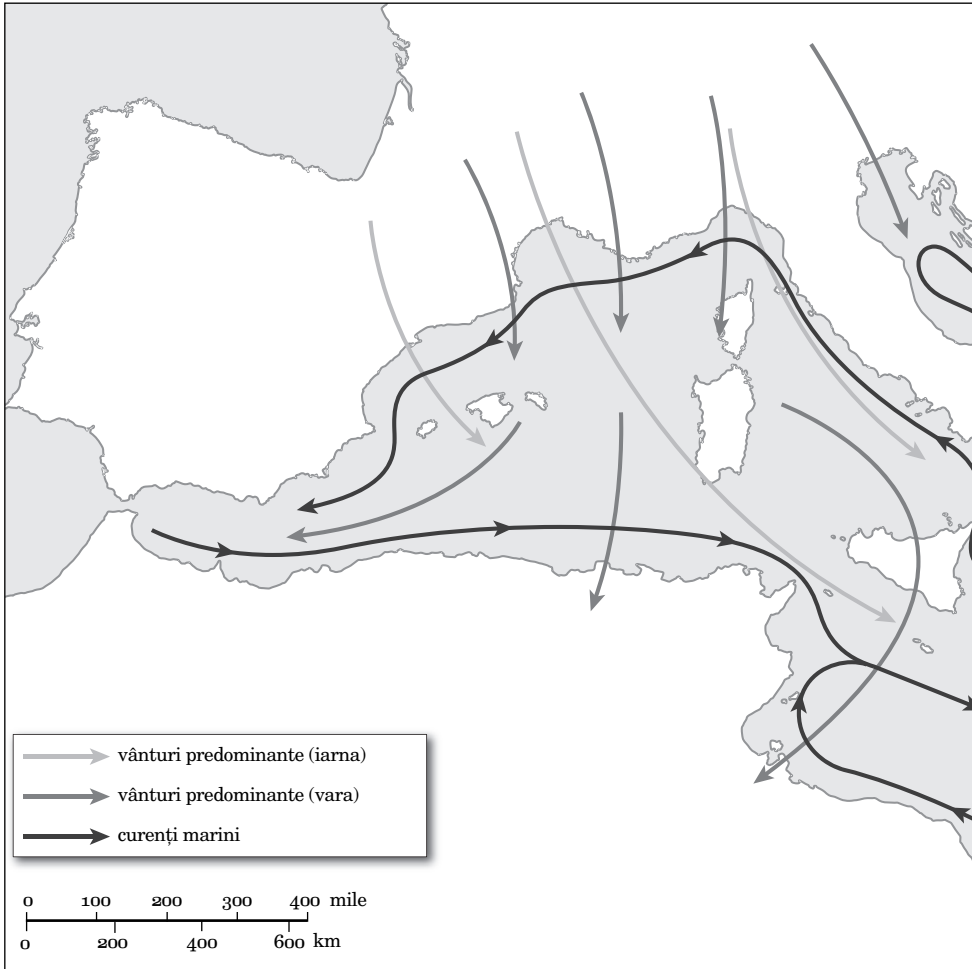 vânturi predominante (iarna)
vânturi predominante (vara)
curenți marini
0 100 200 300 400 mile
0 200 400 600 km